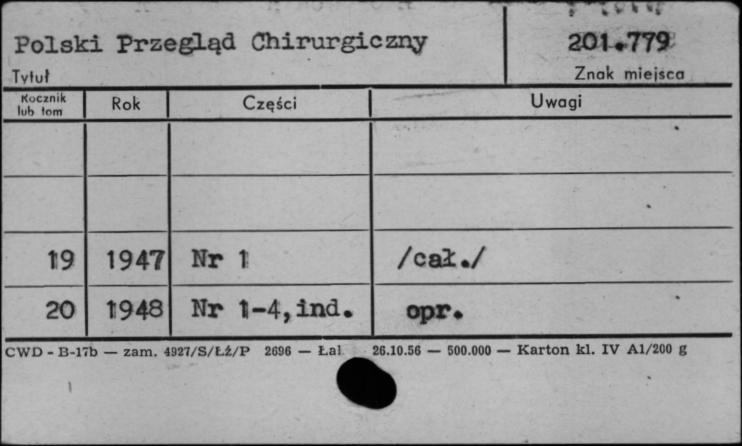 Polski Przegląd Chirurgiczny 201.779
Tytuł Znak miejsca
Rocznik lub tom Rok Części Uwagi
19 1947 Nr 1 /cał./
20 1948 Nr 1-4, ind. opr.
CWD - B-17b — zam. 4927/S/ŁŻ/P 2696 — Łal 26.10.56 — 500.000 — Karton kl. IV A1/200 g